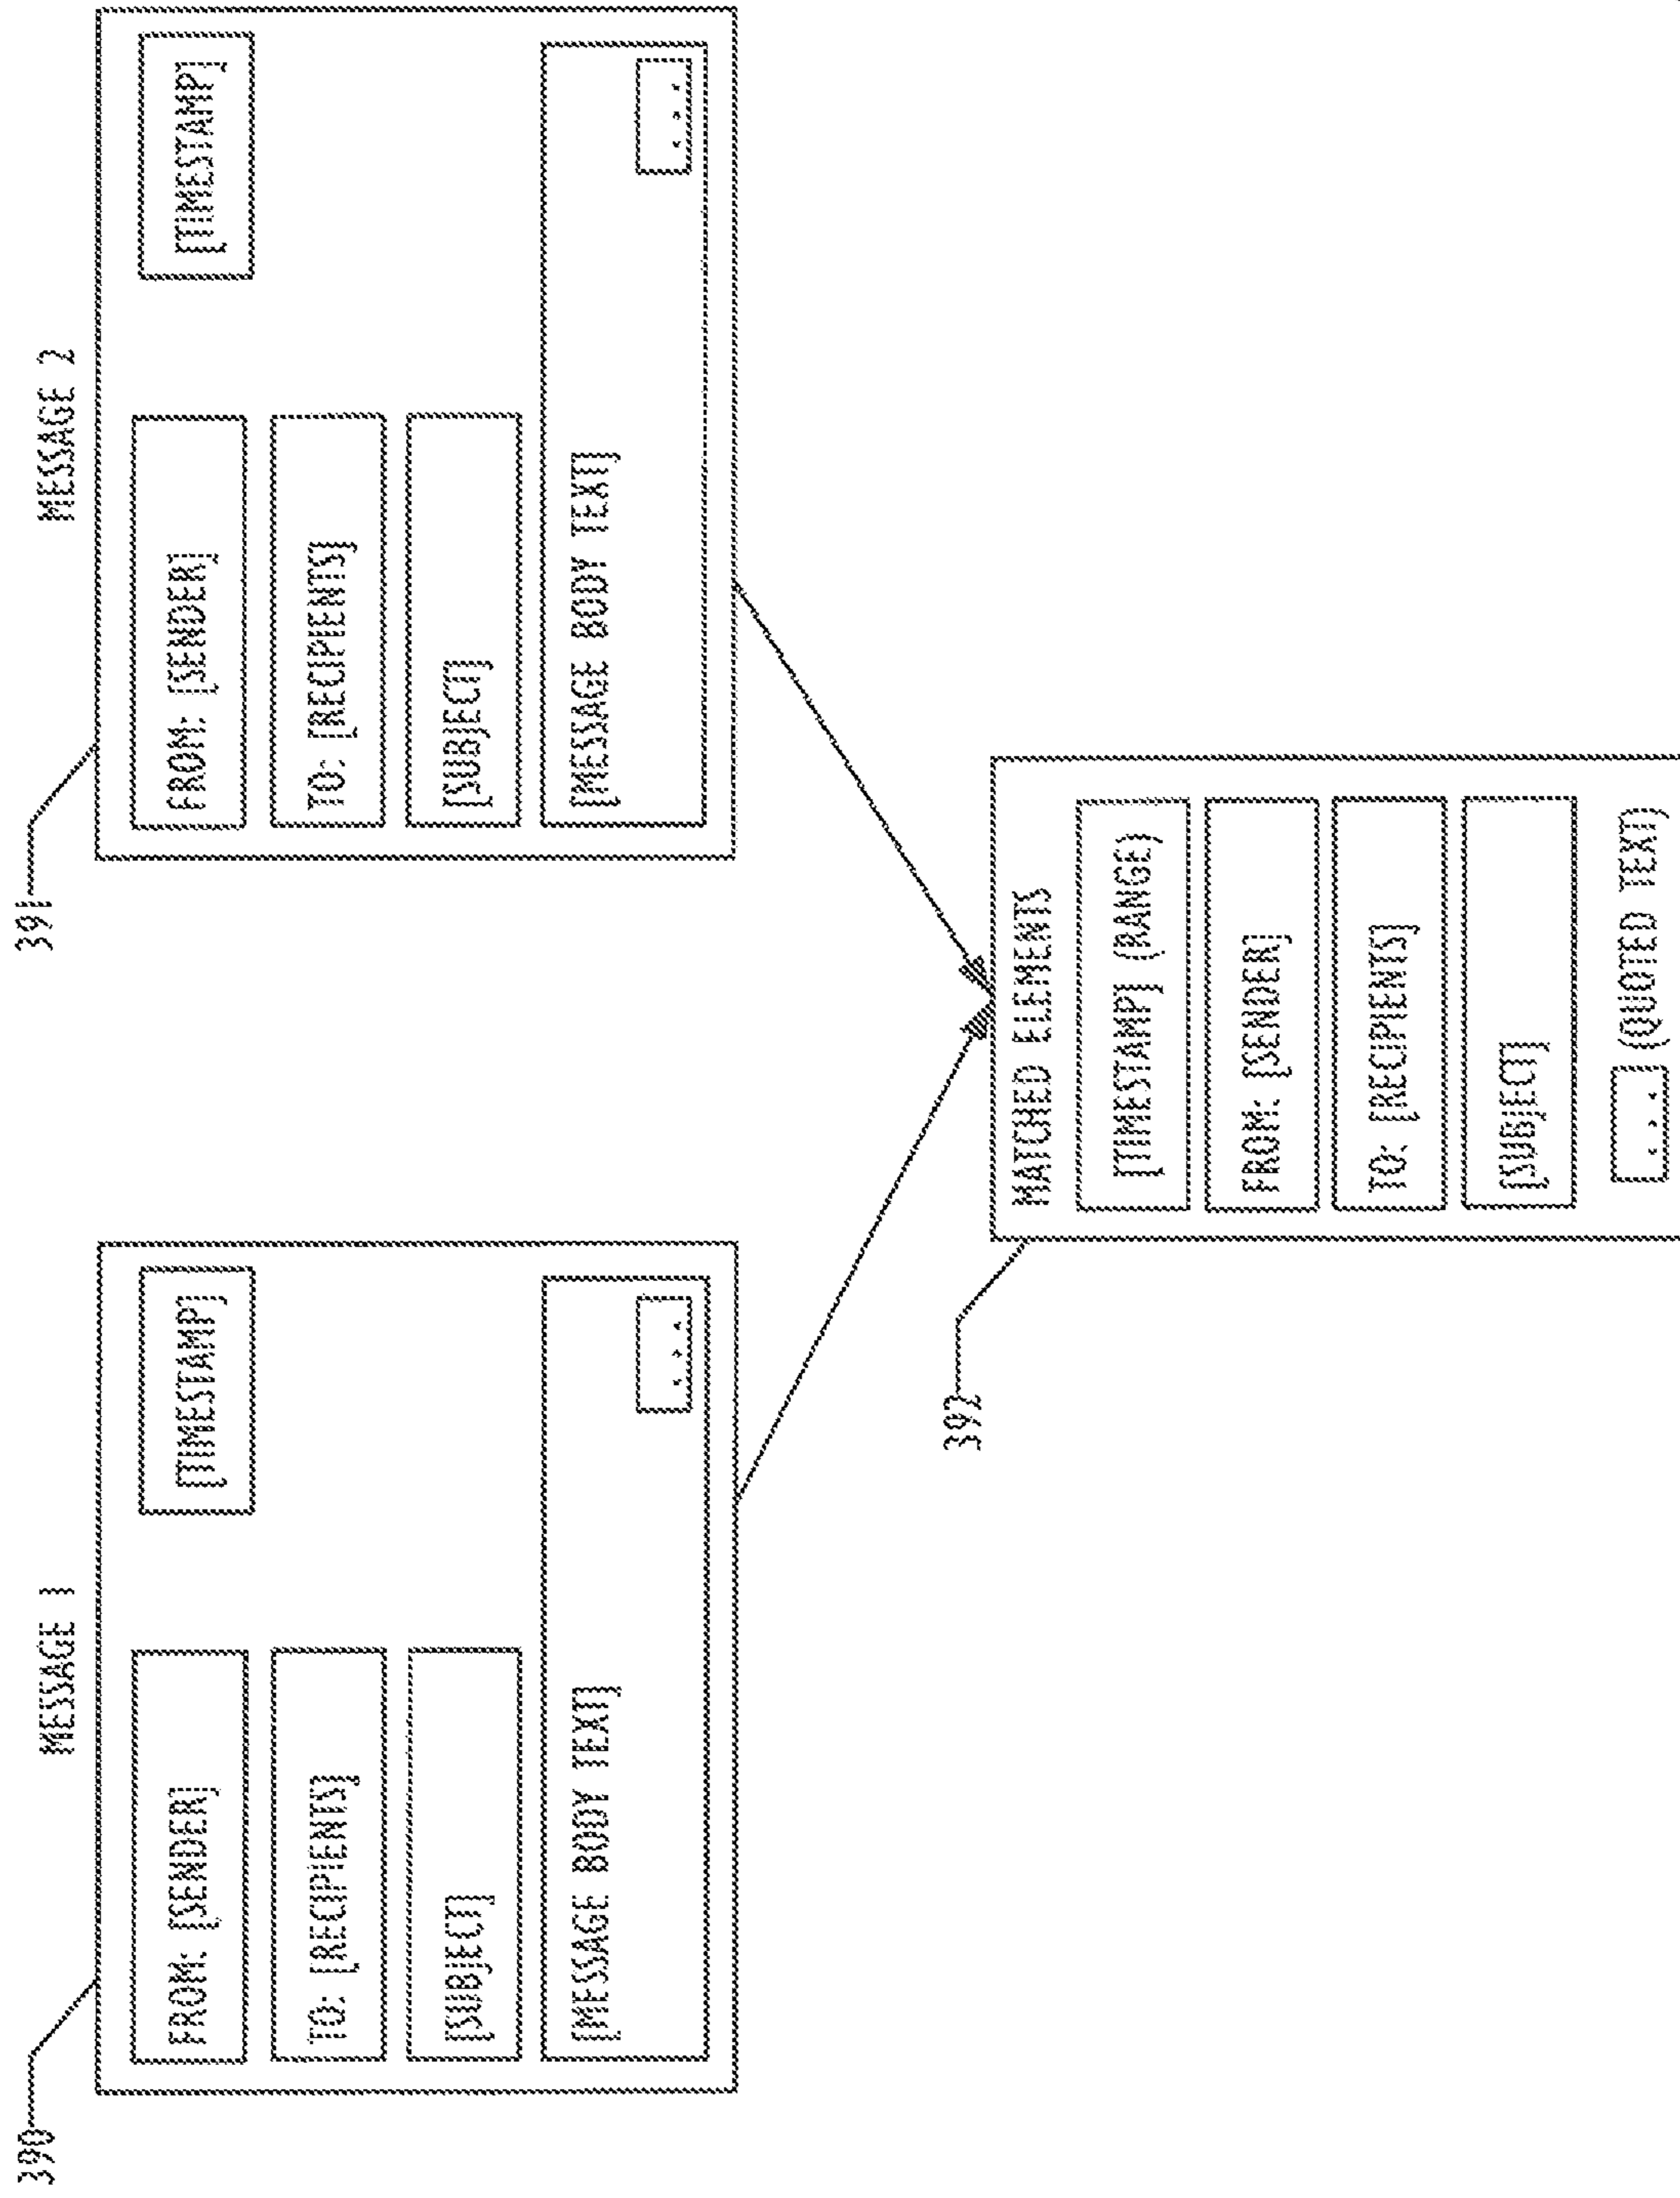 MESSAGE 1
390
FROM: [SENDER]
[TIMESTAMP]
TO: [RECIPIENTS]
[SUBJECT]
[MESSAGE BODY TEXT]
...
MESSAGE 2
391
FROM: [SENDER]
[TIMESTAMP]
TO: [RECIPIENTS]
[SUBJECT]
[MESSAGE BODY TEXT]
...
392
MATCHED ELEMENTS
[TIMESTAMP] (RANGE)
FROM: [SENDER]
TO: [RECIPIENTS]
[SUBJECT]
... (QUOTED TEXT)